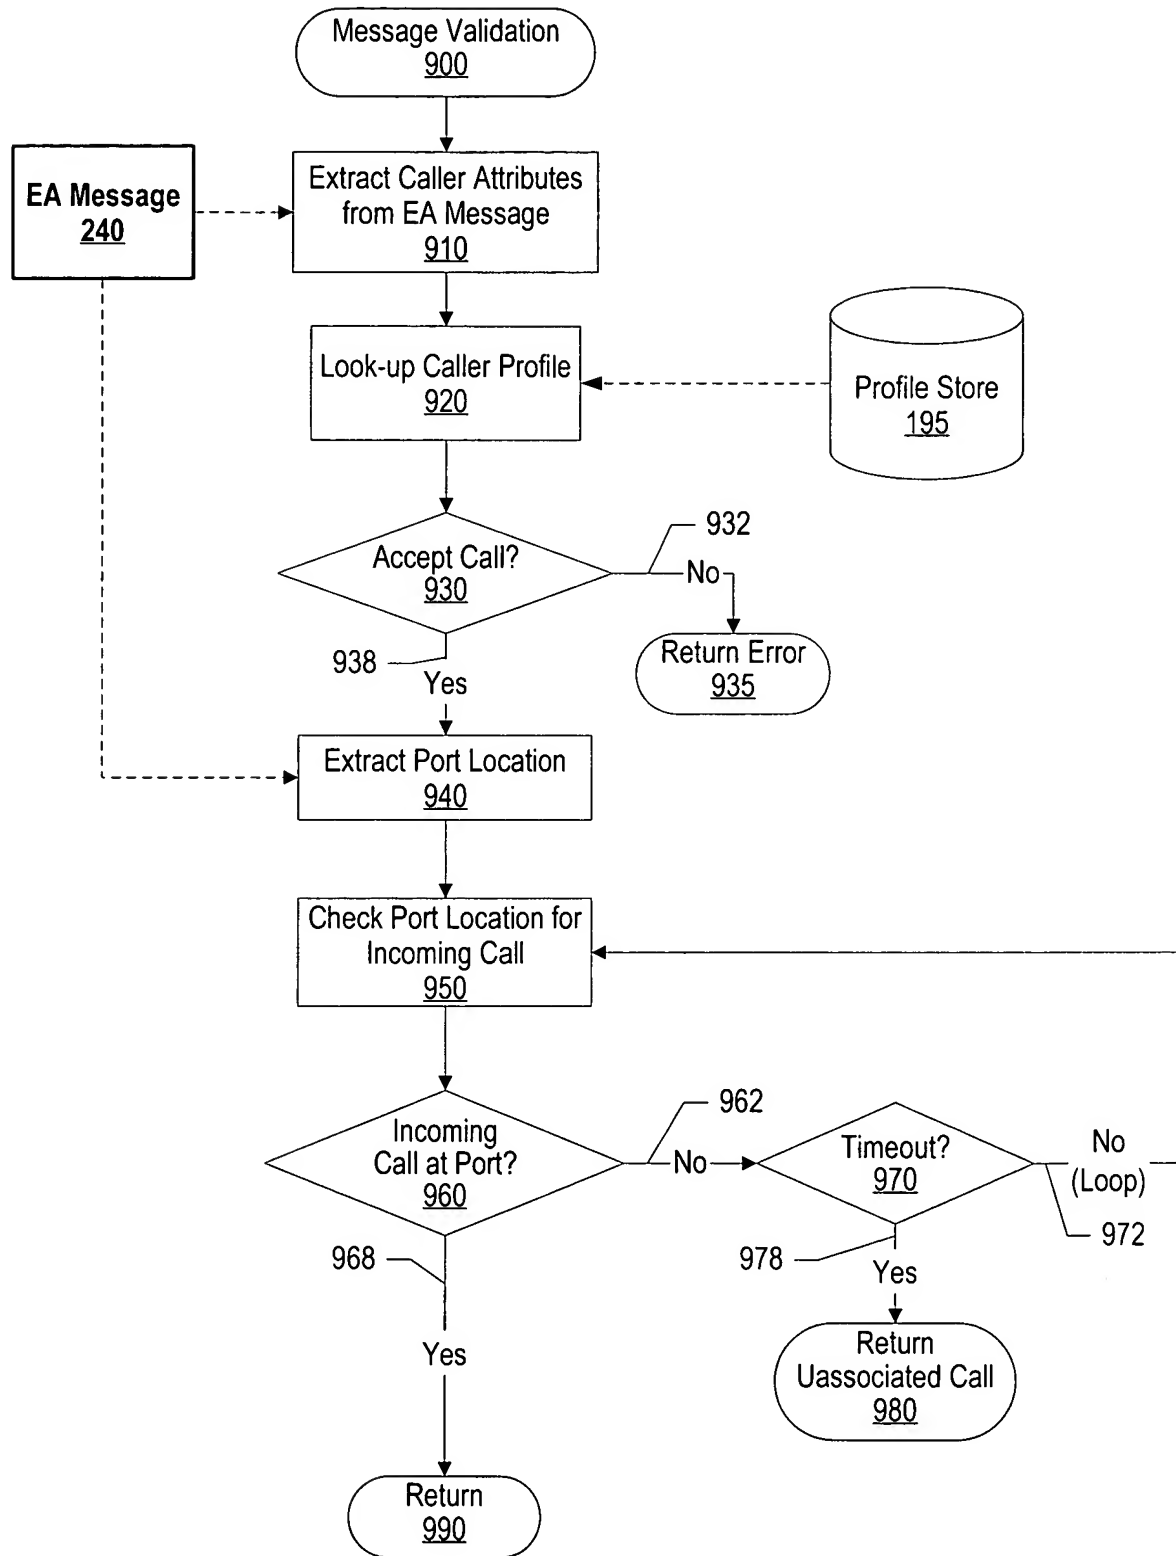 Message Validation
900
EA Message
240
Extract Caller Attributes
from EA Message
910
Look-up Caller Profile
920
Profile Store
195
932
Accept Call?
930
No
938
Yes
Return Error
935
Extract Port Location
940
Check Port Location for
Incoming Call
950
962
Incoming
Call at Port?
960
No
Timeout?
970
No
(Loop)
972
968
978
Yes
Yes
Return
Uassociated Call
980
Return
990